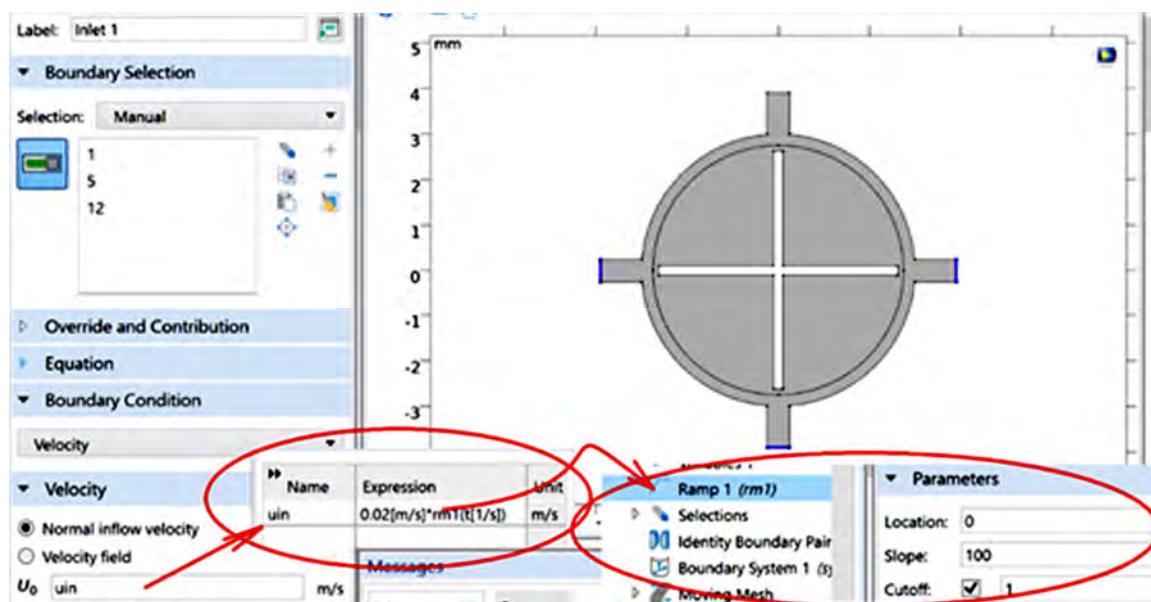 Label: Inlet 1
Boundary Selection
Selection: Manual
1
5
12
Override and Contribution
Equation
Boundary Condition
Velocity
Velocity
Normal inflow velocity
Velocity field
U0 uin m/s
Name Expression Unit
uin 0.02[m/s]*rm1(t[1/s]) m/s
Messages
mm
5
4
3
2
1
0
-1
-2
-3
Ramp 1 (rm1)
Selections
Identity Boundary Pair
Boundary System 1 (sy
Moving Mesh
Parameters
Location: 0
Slope: 100
Cutoff: 1